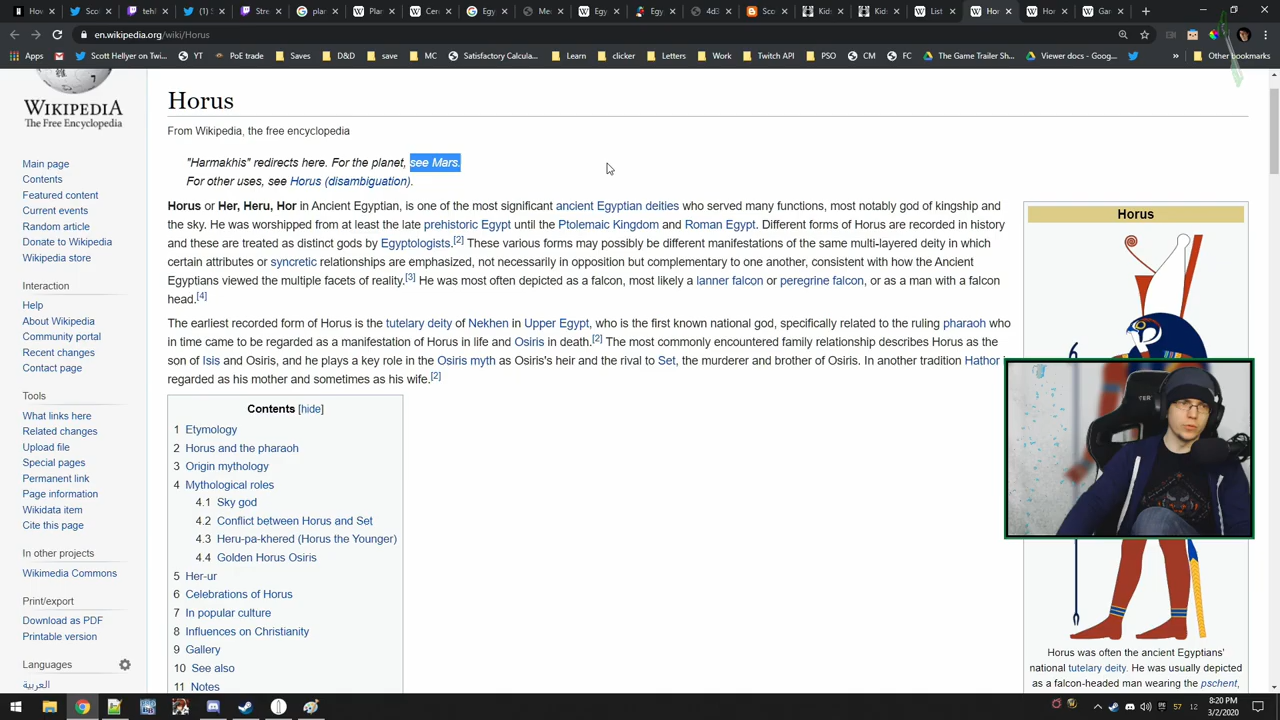 Hov
tehl
Stre
Plar
Egy
Me
Egy
Egy
4d3
Sco
Kid
Kid
List
Hor
Hor
Gar
en.wikipedia.org/wiki/Horus
Apps
Scott Hellyer on Twi...
YT
PoE trade
Saves
D&D
save
MC
Satisfactory Calcula...
Learn
clicker
Letters
Work
Twitch API
PSO
CM
FC
The Game Trailer Sh...
Viewer docs - Goog...
»
Other bookmarks
WIKIPEDIA
The Free Encyclopedia
Main page
Contents
Featured content
Current events
Random article
Donate to Wikipedia
Wikipedia store
Interaction
Help
About Wikipedia
Community portal
Recent changes
Contact page
Tools
What links here
Related changes
Upload file
Special pages
Permanent link
Page information
Wikidata item
Cite this page
In other projects
Wikimedia Commons
Print/export
Download as PDF
Printable version
Languages
العربية
Horus
From Wikipedia, the free encyclopedia
"Harmakhis" redirects here. For the planet, see Mars.
For other uses, see Horus (disambiguation).
Horus or Her, Heru, Hor in Ancient Egyptian, is one of the most significant ancient Egyptian deities who served many functions, most notably god of kingship and
the sky. He was worshipped from at least the late prehistoric Egypt until the Ptolemaic Kingdom and Roman Egypt. Different forms of Horus are recorded in history
and these are treated as distinct gods by Egyptologists.[2] These various forms may possibly be different manifestations of the same multi-layered deity in which
certain attributes or syncretic relationships are emphasized, not necessarily in opposition but complementary to one another, consistent with how the Ancient
Egyptians viewed the multiple facets of reality.[3] He was most often depicted as a falcon, most likely a lanner falcon or peregrine falcon, or as a man with a falcon
head.[4]
The earliest recorded form of Horus is the tutelary deity of Nekhen in Upper Egypt, who is the first known national god, specifically related to the ruling pharaoh who
in time came to be regarded as a manifestation of Horus in life and Osiris in death.[2] The most commonly encountered family relationship describes Horus as the
son of Isis and Osiris, and he plays a key role in the Osiris myth as Osiris's heir and the rival to Set, the murderer and brother of Osiris. In another tradition Hathor
regarded as his mother and sometimes as his wife.[2]
Contents [hide]
1 Etymology
2 Horus and the pharaoh
3 Origin mythology
4 Mythological roles
4.1 Sky god
4.2 Conflict between Horus and Set
4.3 Heru-pa-khered (Horus the Younger)
4.4 Golden Horus Osiris
5 Her-ur
6 Celebrations of Horus
7 In popular culture
8 Influences on Christianity
9 Gallery
10 See also
11 Notes
Horus
Horus was often the ancient Egyptians'
national tutelary deity. He was usually depicted
as a falcon-headed man wearing the pschent,
57 12
8:20 PM
3/2/2020